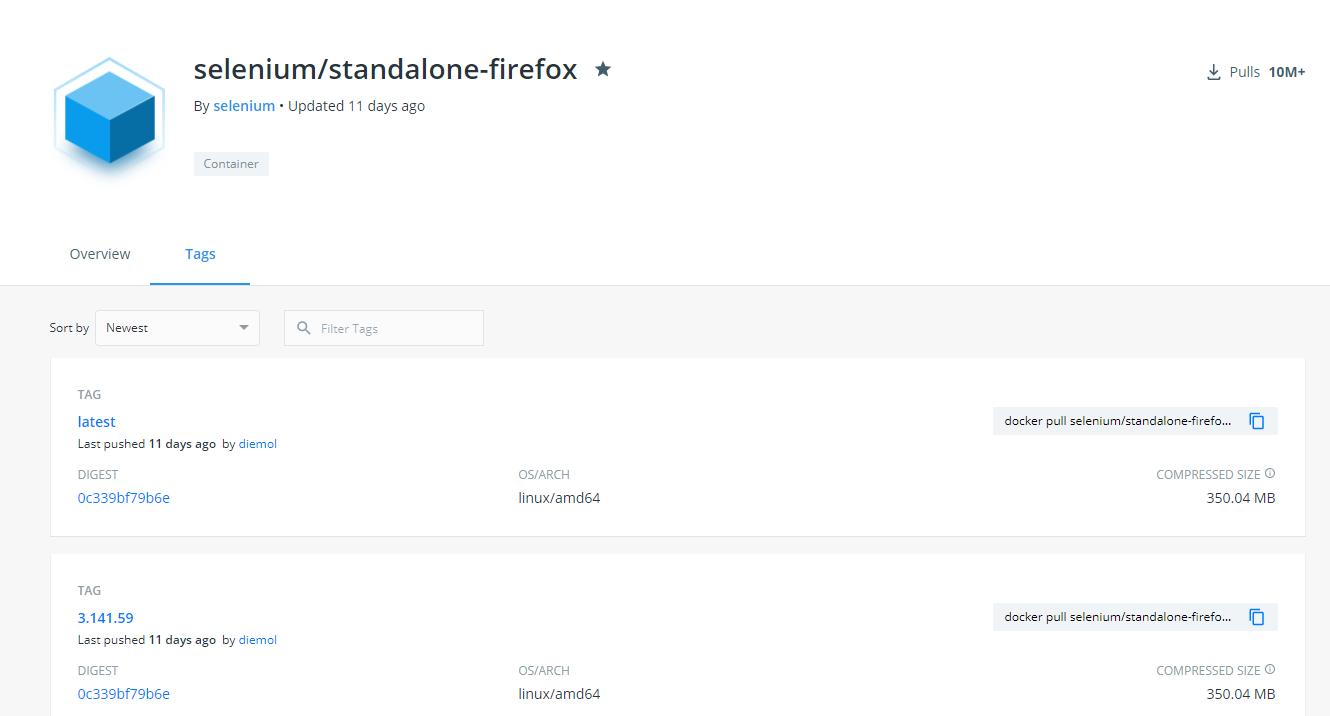 selenium/standalone-firefox
Pulls 10M+
By selenium • Updated 11 days ago
Container
Overview
Tags
Sort by
Newest
Filter Tags
TAG
latest
docker pull selenium/standalone-firefo...
Last pushed 11 days ago by diemol
DIGEST
OS/ARCH
COMPRESSED SIZE
0c339bf79b6e
linux/amd64
350.04 MB
TAG
3.141.59
docker pull selenium/standalone-firefo...
Last pushed 11 days ago by diemol
DIGEST
OS/ARCH
COMPRESSED SIZE
0c339bf79b6e
linux/amd64
350.04 MB